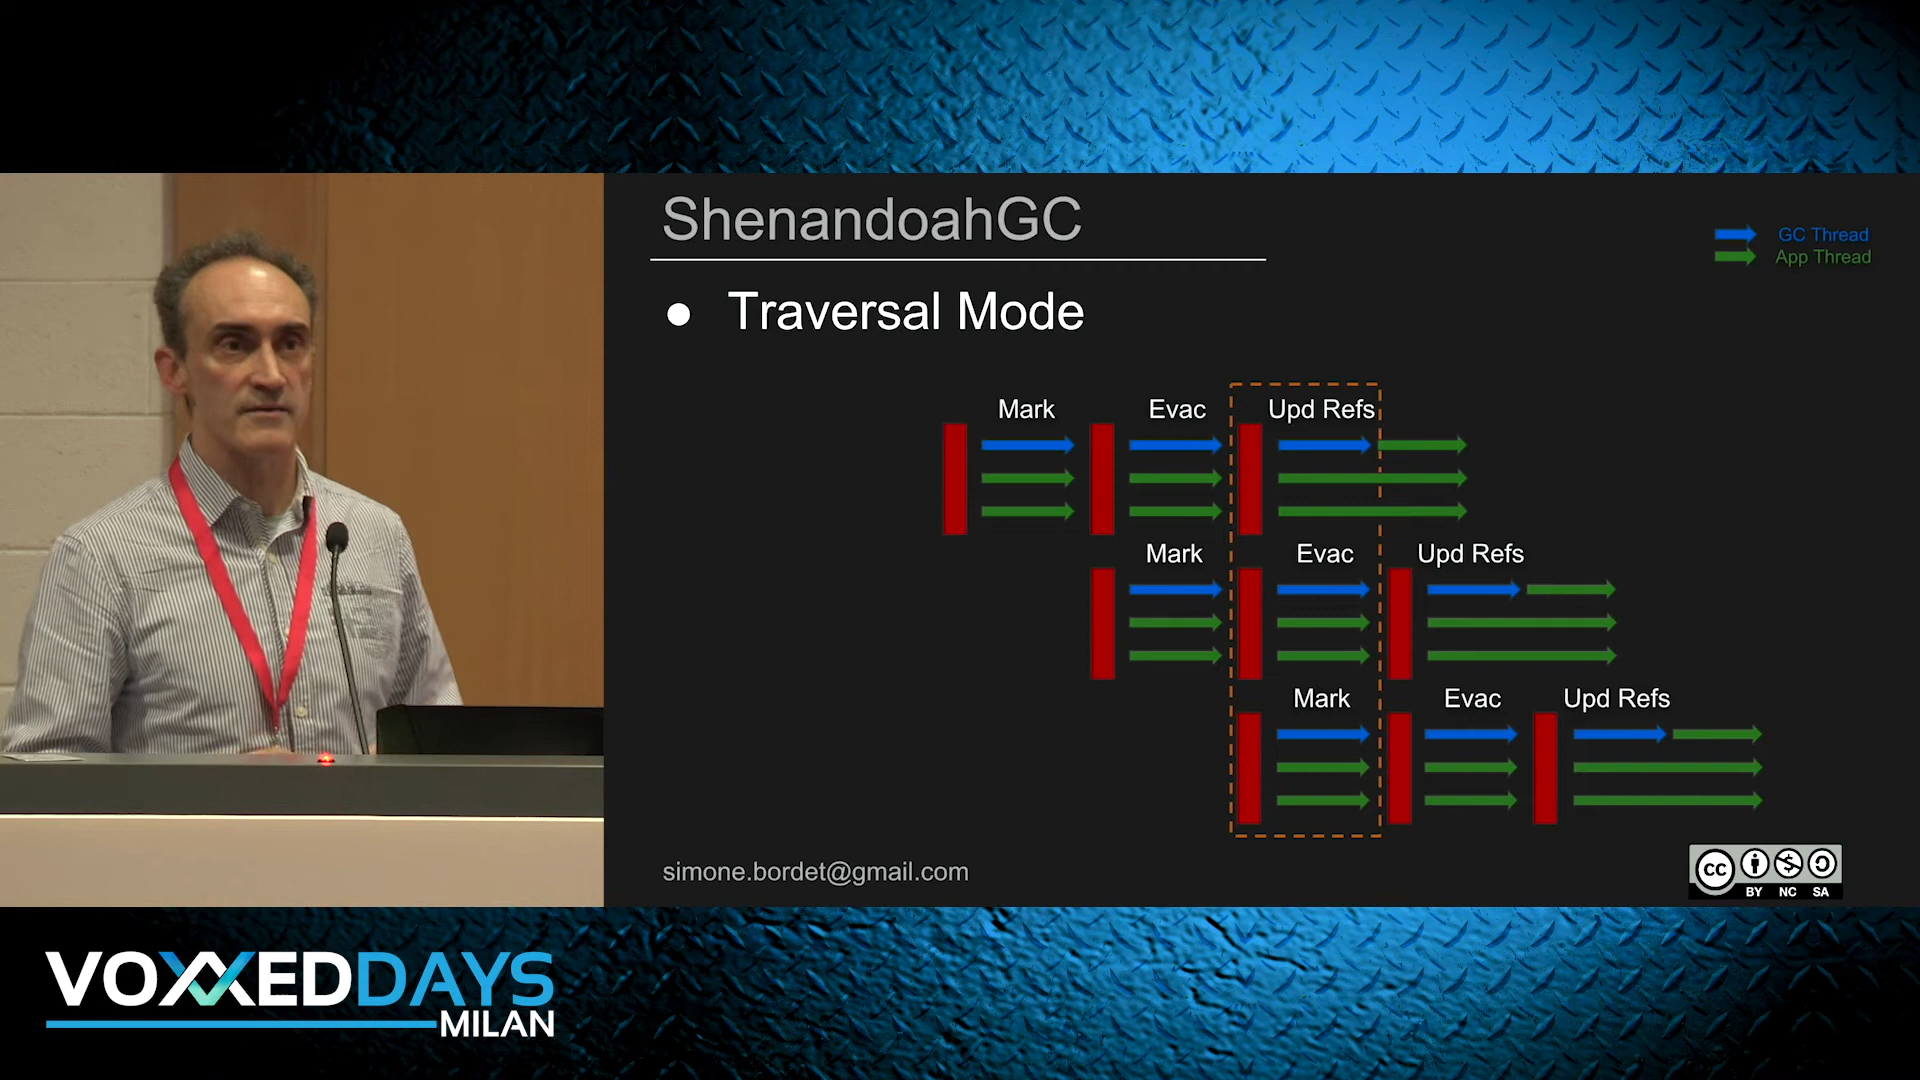 ShenandoahGC
GC Thread
App Thread
● Traversal Mode
Mark Evac Upd Refs
Mark Evac Upd Refs
Mark Evac Upd Refs
simone.bordet@gmail.com
cc BY NC SA
VOXXEDDAYS
MILAN